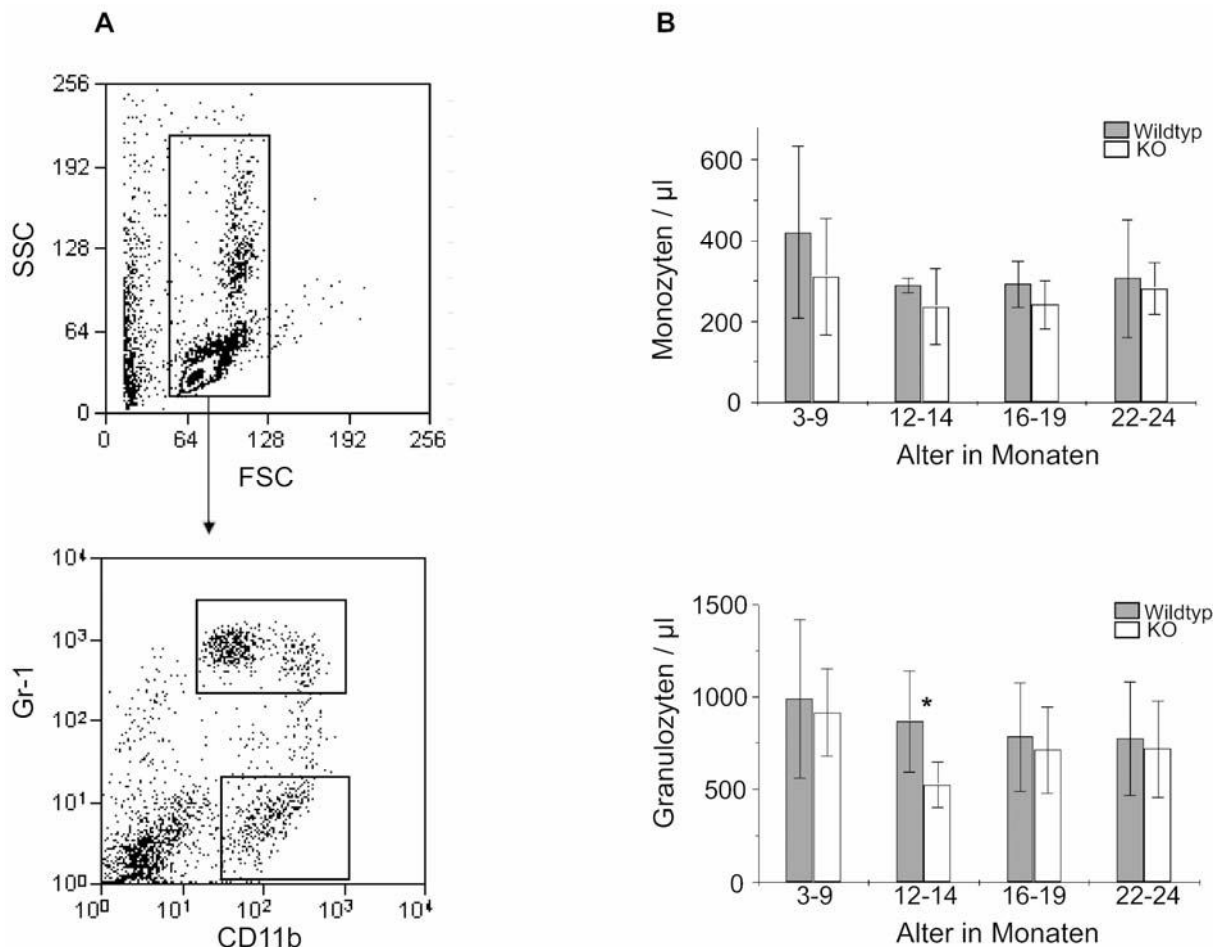 A
256
192
128
64
0
SSC
0 64 128 192 256
FSC
10⁴
10³
10²
10¹
10⁰
Gr-1
10⁰ 10¹ 10² 10³ 10⁴
CD11b
B
Wildtyp
KO
600
400
200
0
Monozyten / µl
3-9 12-14 16-19 22-24
Alter in Monaten
Wildtyp
KO
1500
1000
500
0
Granulozyten / µl
*
3-9 12-14 16-19 22-24
Alter in Monaten